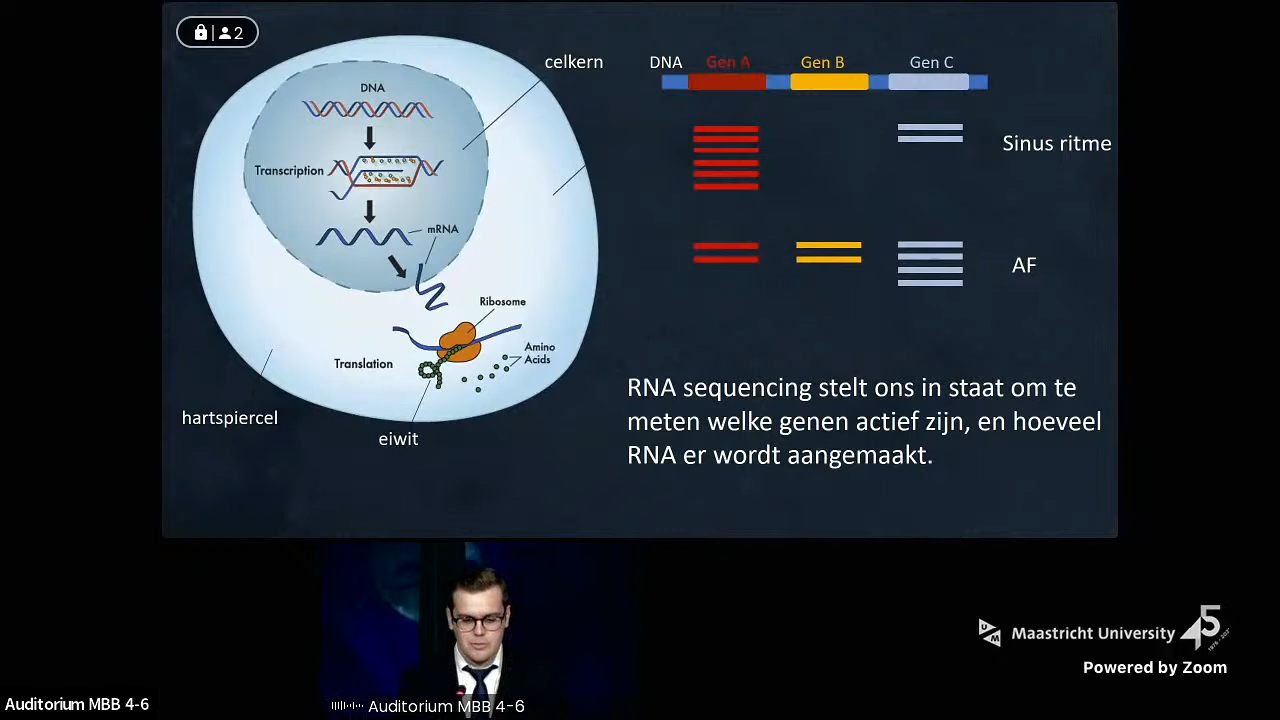 2
celkern
DNA
Transcription
mRNA
Ribosome
Translation
Amino
Acids
hartspiercel
eiwit
DNA Gen A Gen B Gen C
Sinus ritme
AF
RNA sequencing stelt ons in staat om te
meten welke genen actief zijn, en hoeveel
RNA er wordt aangemaakt.
UM Maastricht University 45
Powered by Zoom
Auditorium MBB 4-6
Auditorium MBB 4-6